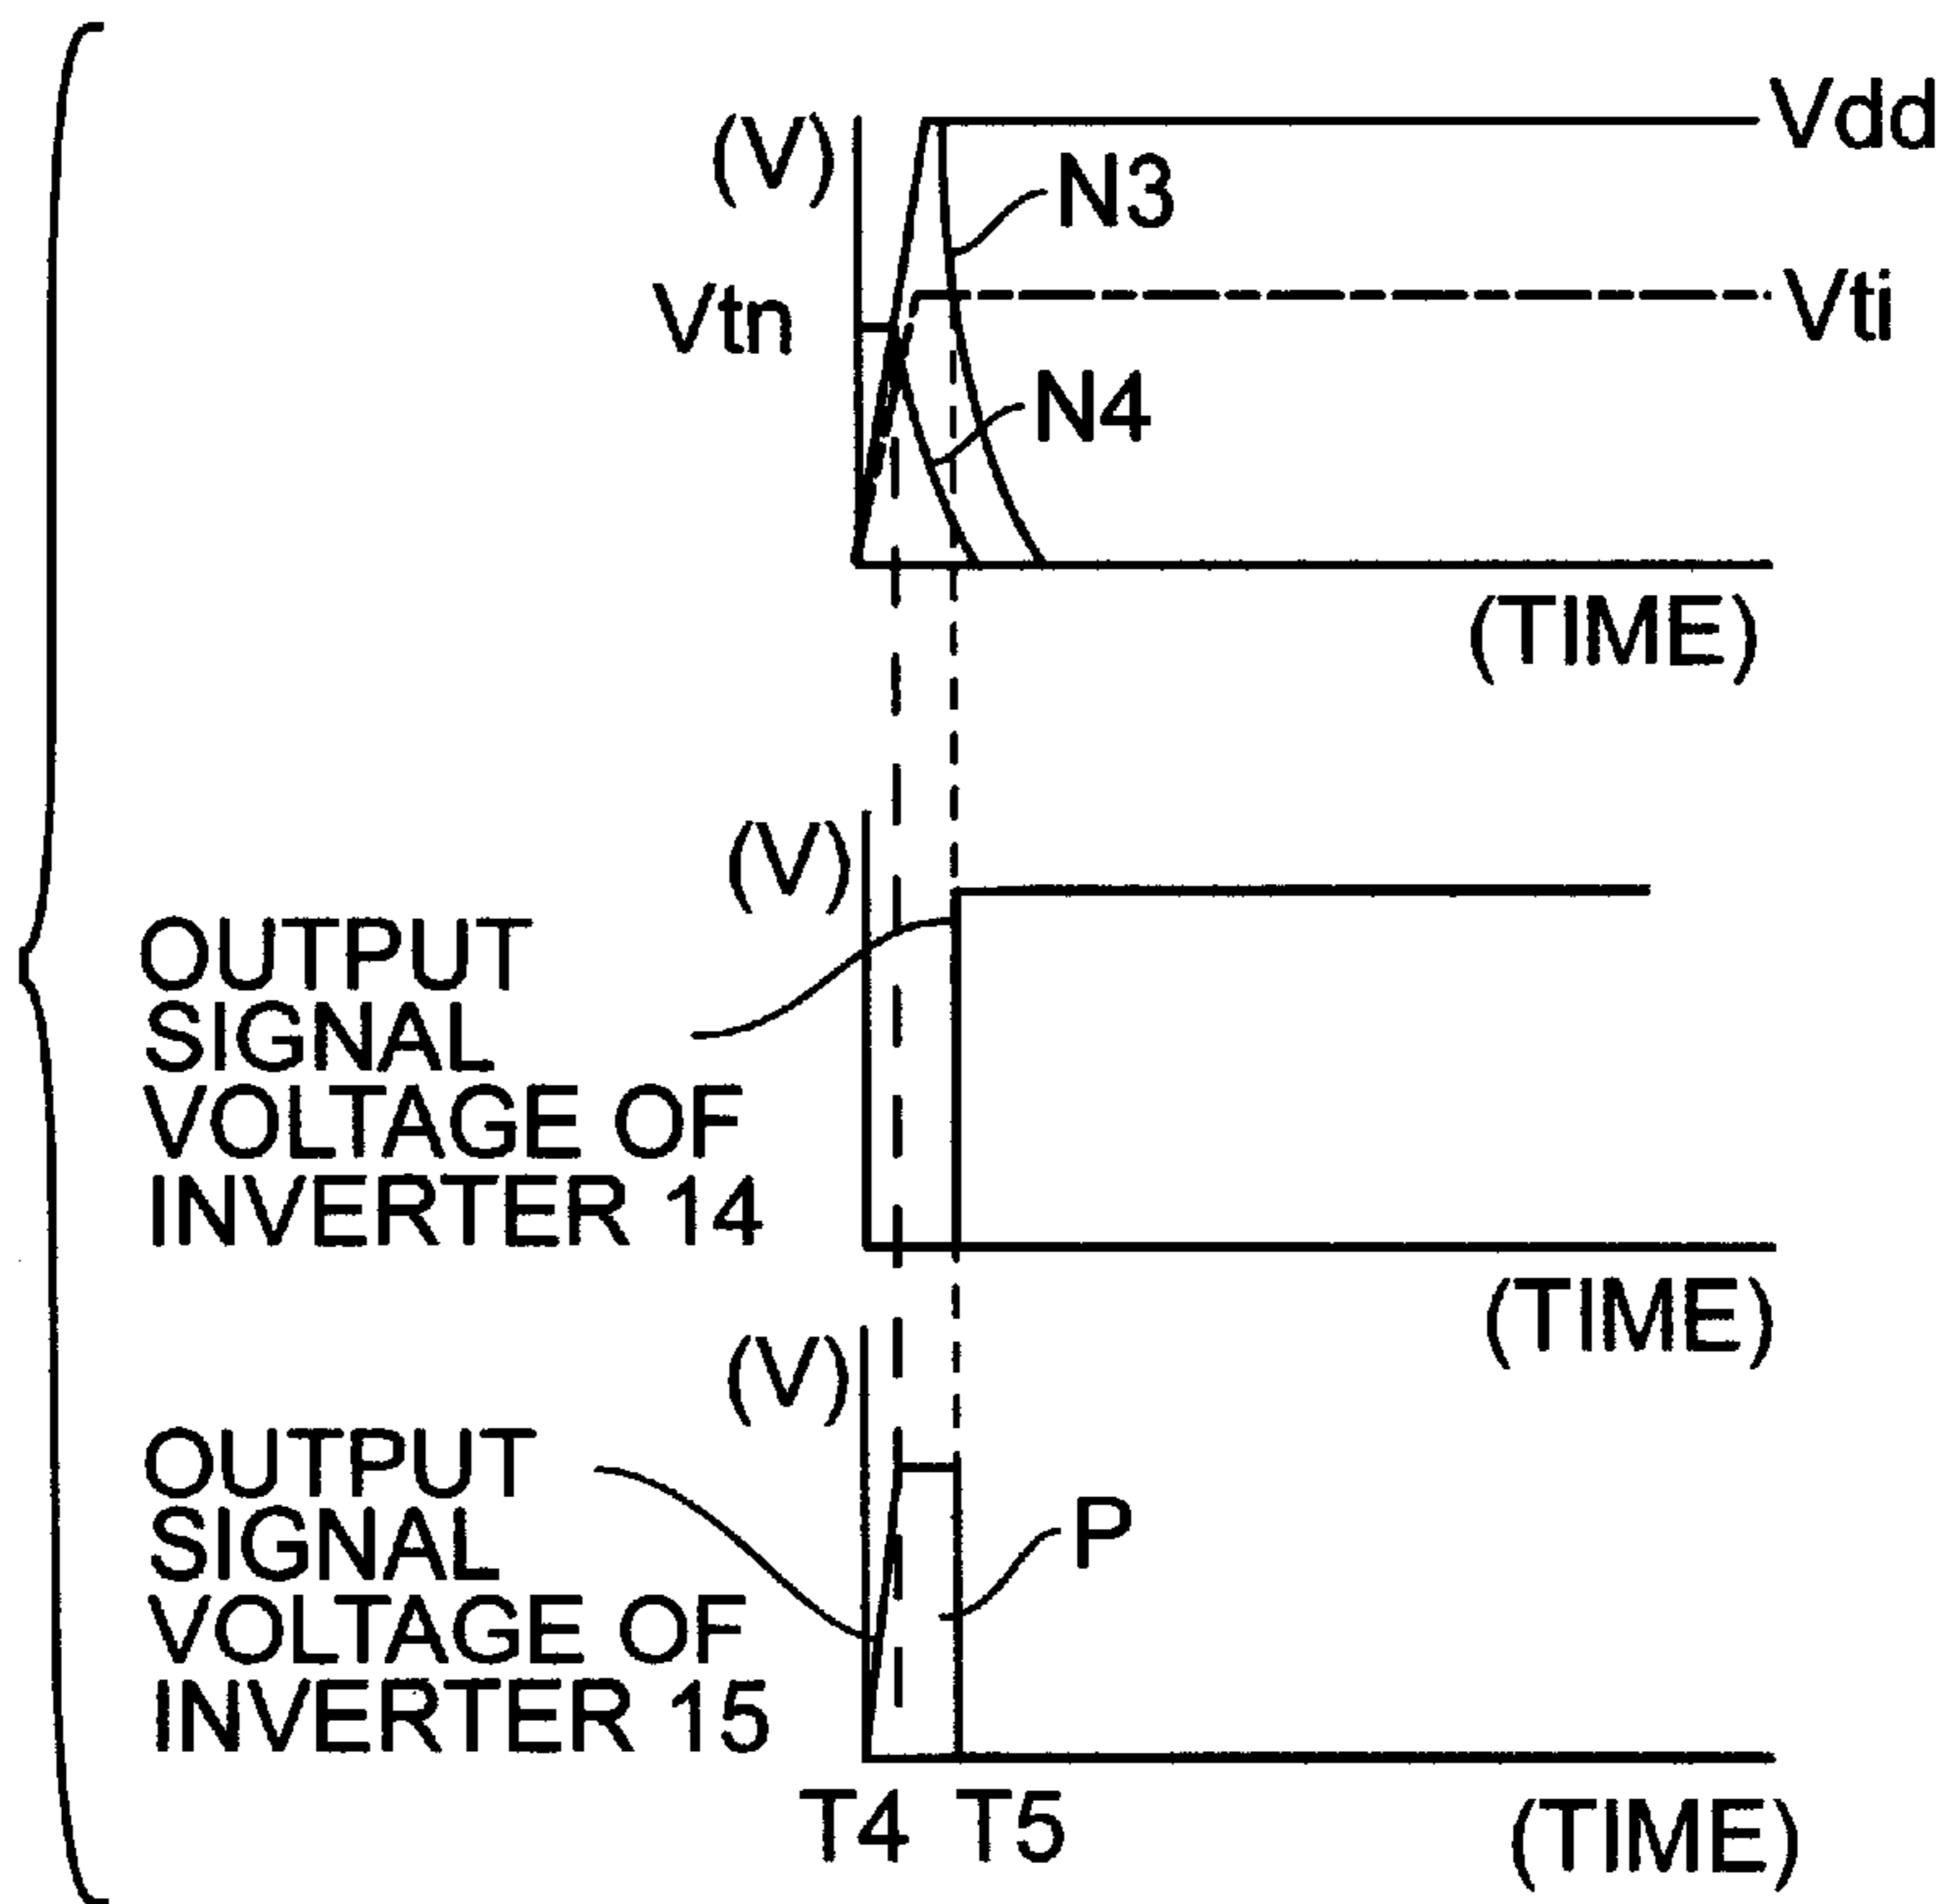 Vdd
(V)
N3
Vtn
Vti
N4
(TIME)
(V)
OUTPUT
SIGNAL
VOLTAGE OF
INVERTER 14
(TIME)
(V)
OUTPUT
SIGNAL
VOLTAGE OF
INVERTER 15
P
T4
T5
(TIME)